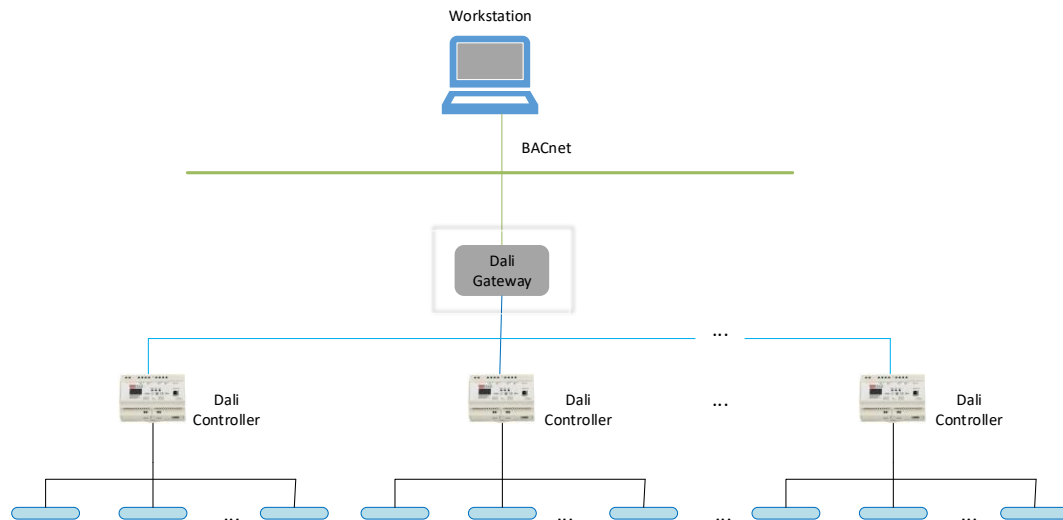 Workstation
BACnet
Dali
Gateway
...
Dali
Controller
Dali
Controller
...
Dali
Controller
...
...
...
...